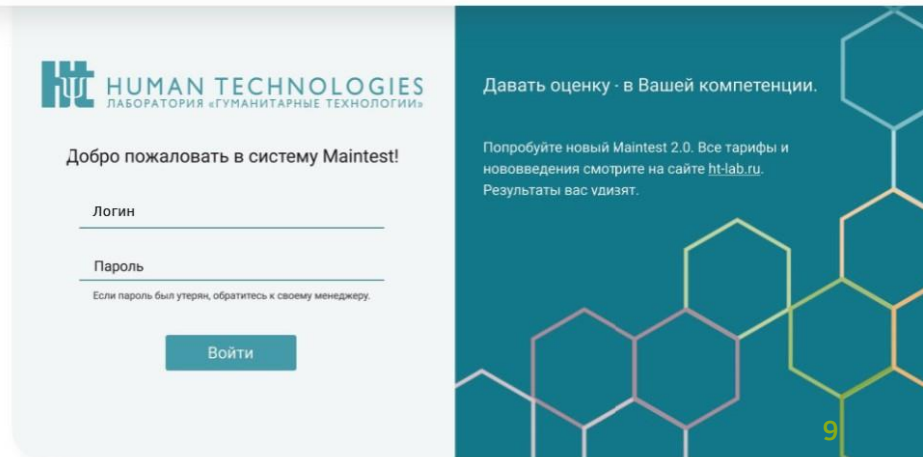 ht HUMAN TECHNOLOGIES
ЛАБОРАТОРИЯ «ГУМАНИТАРНЫЕ ТЕХНОЛОГИИ»
Добро пожаловать в систему Maintest!
Логин
Пароль
Если пароль был утерян, обратитесь к своему менеджеру.
Войти
Давать оценку - в Вашей компетенции.
Попробуйте новый Maintest 2.0. Все тарифы и
нововведения смотрите на сайте ht-lab.ru.
Результаты вас удизят.
9